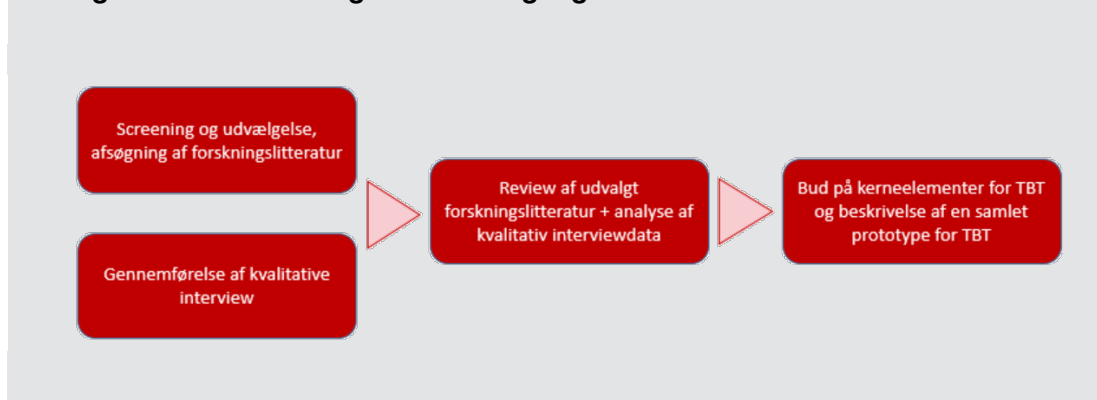 Screening og udvælgelse,
afsøgning af forskningslitteratur
Gennemførelse af kvalitative
interview
Review af udvalgt
forskningslitteratur + analyse af
kvalitativ interviewdata
Bud på kerneelementer for TBT
og beskrivelse af en samlet
prototype for TBT